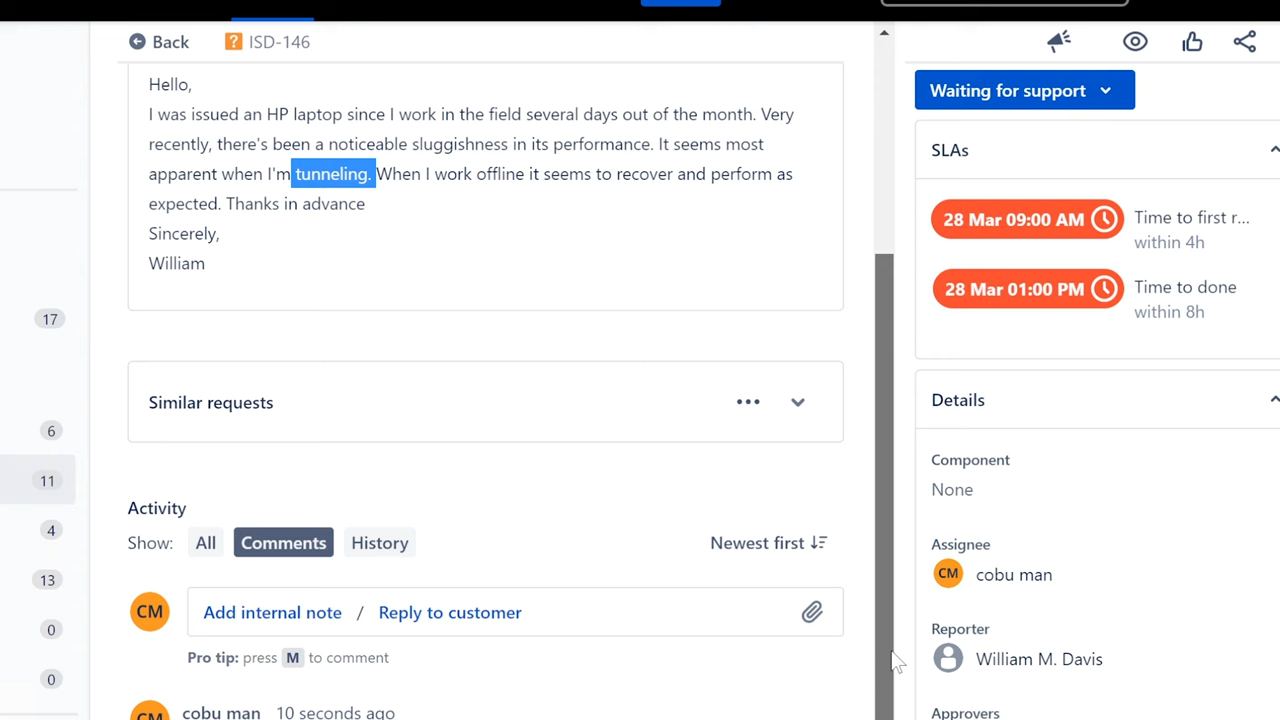 Back
ISD-146
Hello,
I was issued an HP laptop since I work in the field several days out of the month. Very
recently, there's been a noticeable sluggishness in its performance. It seems most
apparent when I'm tunneling. When I work offline it seems to recover and perform as
expected. Thanks in advance
Sincerely,
William
Similar requests
Activity
Show: All Comments History
Newest first
CM
Add internal note / Reply to customer
Pro tip: press M to comment
CM
cobu man 10 seconds ago
17
6
11
4
13
0
0
Waiting for support
SLAs
28 Mar 09:00 AM
Time to first r...
within 4h
28 Mar 01:00 PM
Time to done
within 8h
Details
Component
None
Assignee
CM cobu man
Reporter
William M. Davis
Approvers